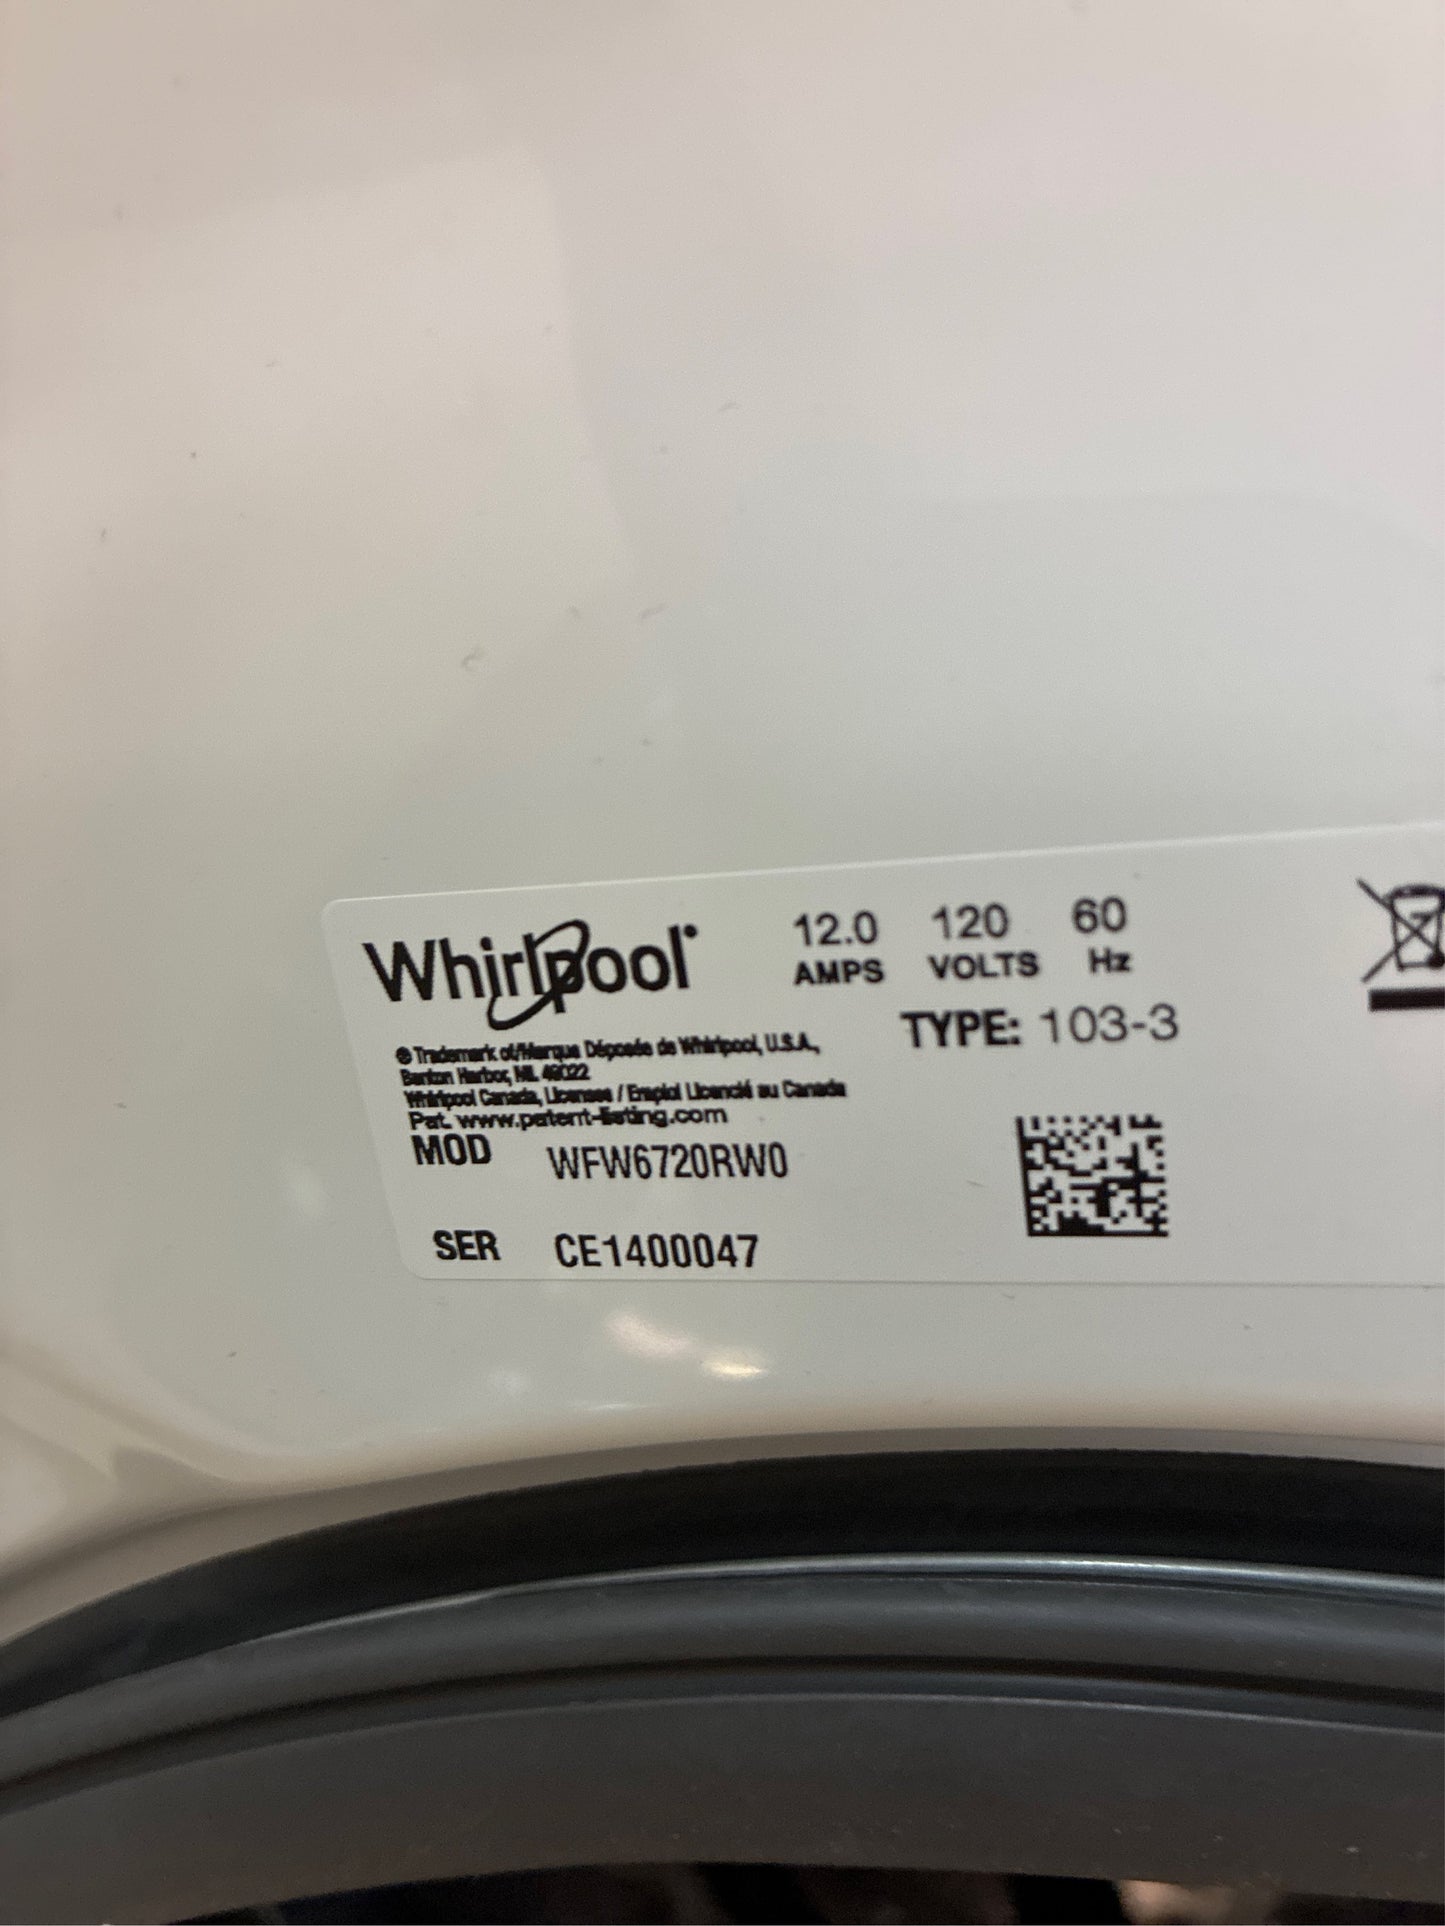 Whirlpool®
12.0 120 60
AMPS VOLTS Hz
TYPE: 103-3
® Trademark of/Marque Déposée de Whirlpool, U.S.A.,
Benton Harbor, MI. 49022
Whirlpool Canada, Licensee / Emploi Licencié au Canada
Pat. www.patent-listing.com
MOD WFW6720RW0
SER CE1400047